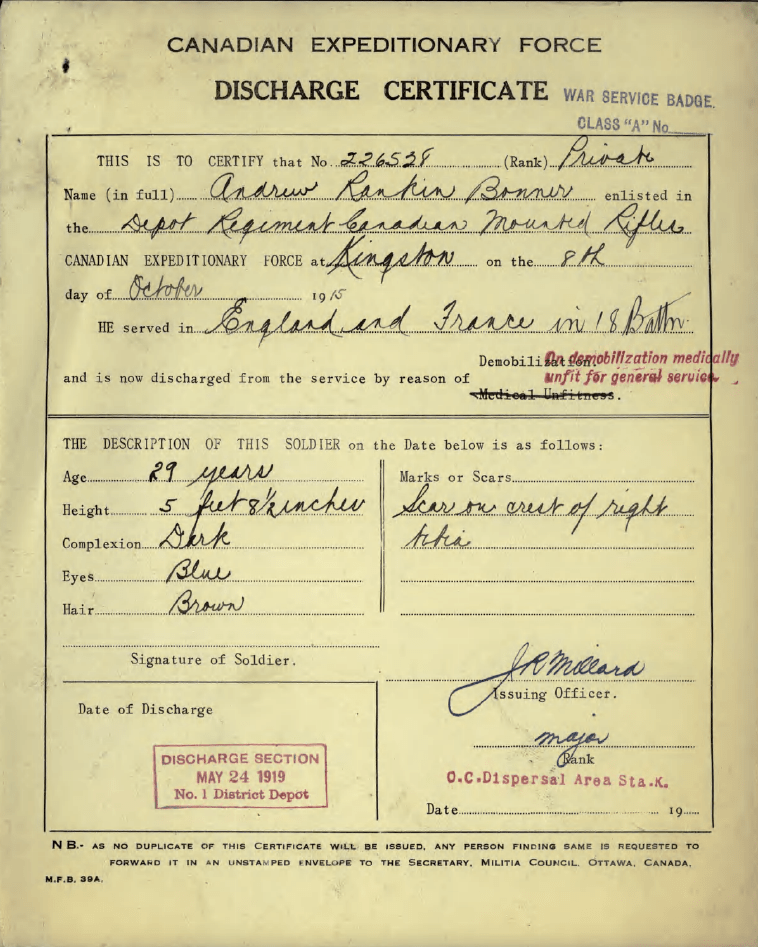 CANADIAN EXPEDITIONARY FORCE
DISCHARGE CERTIFICATE
WAR SERVICE BADGE.
CLASS "A" No
THIS IS TO CERTIFY that No. 226528 (Rank) Private
Name (in full) Andrew Rankin Bonner enlisted in
the Depot Regiment Canadian Mounted Rifles
CANADIAN EXPEDITIONARY FORCE at Kingston on the 8th
day of October 1915
HE served in England and France in 18 Battn.
Demobilization.
On demobilization medically
and is now discharged from the service by reason of
unfit for general service.
Medical Unfitness.
THE DESCRIPTION OF THIS SOLDIER on the Date below is as follows:
Age 29 years
Height 5 feet 8½ inches
Complexion Dark
Eyes Blue
Hair Brown
Marks or Scars
Scar on crest of right
tibia
Signature of Soldier.
JR Millard
Issuing Officer.
Date of Discharge
major
Rank
DISCHARGE SECTION
MAY 24 1919
No. 1 District Depot
O.C. Dispersal Area Sta. K.
Date 19
N B.- AS NO DUPLICATE OF THIS CERTIFICATE WILL BE ISSUED, ANY PERSON FINDING SAME IS REQUESTED TO
FORWARD IT IN AN UNSTAMPED ENVELOPE TO THE SECRETARY, MILITIA COUNCIL. OTTAWA, CANADA.
M.F.B. 39A.